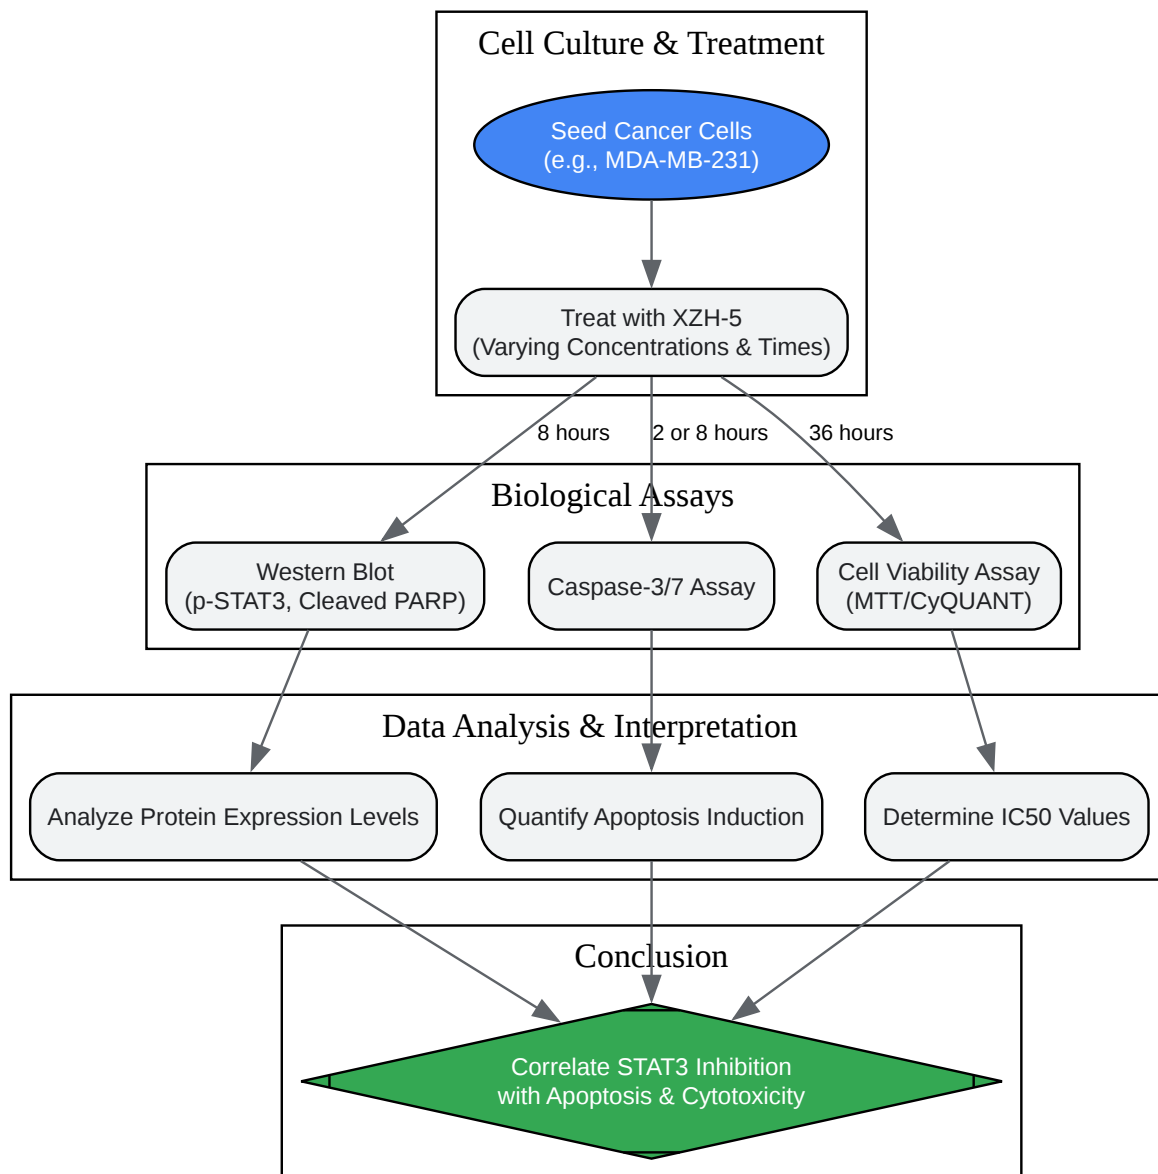 Cell Culture & Treatment
Seed Cancer Cells
(e.g., MDA-MB-231)
Treat with XZH-5
(Varying Concentrations & Times)
8 hours
2 or 8 hours
36 hours
Biological Assays
Western Blot
(p-STAT3, Cleaved PARP)
Caspase-3/7 Assay
Cell Viability Assay
(MTT/CyQUANT)
Data Analysis & Interpretation
Analyze Protein Expression Levels
Quantify Apoptosis Induction
Determine IC50 Values
Conclusion
Correlate STAT3 Inhibition
with Apoptosis & Cytotoxicity